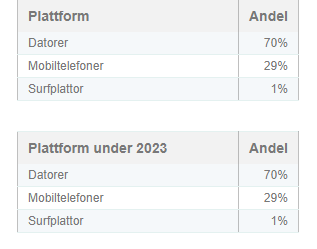 Plattform Andel
Datorer 70%
Mobiltelefoner 29%
Surfplattor 1%
Plattform under 2023 Andel
Datorer 70%
Mobiltelefoner 29%
Surfplattor 1%